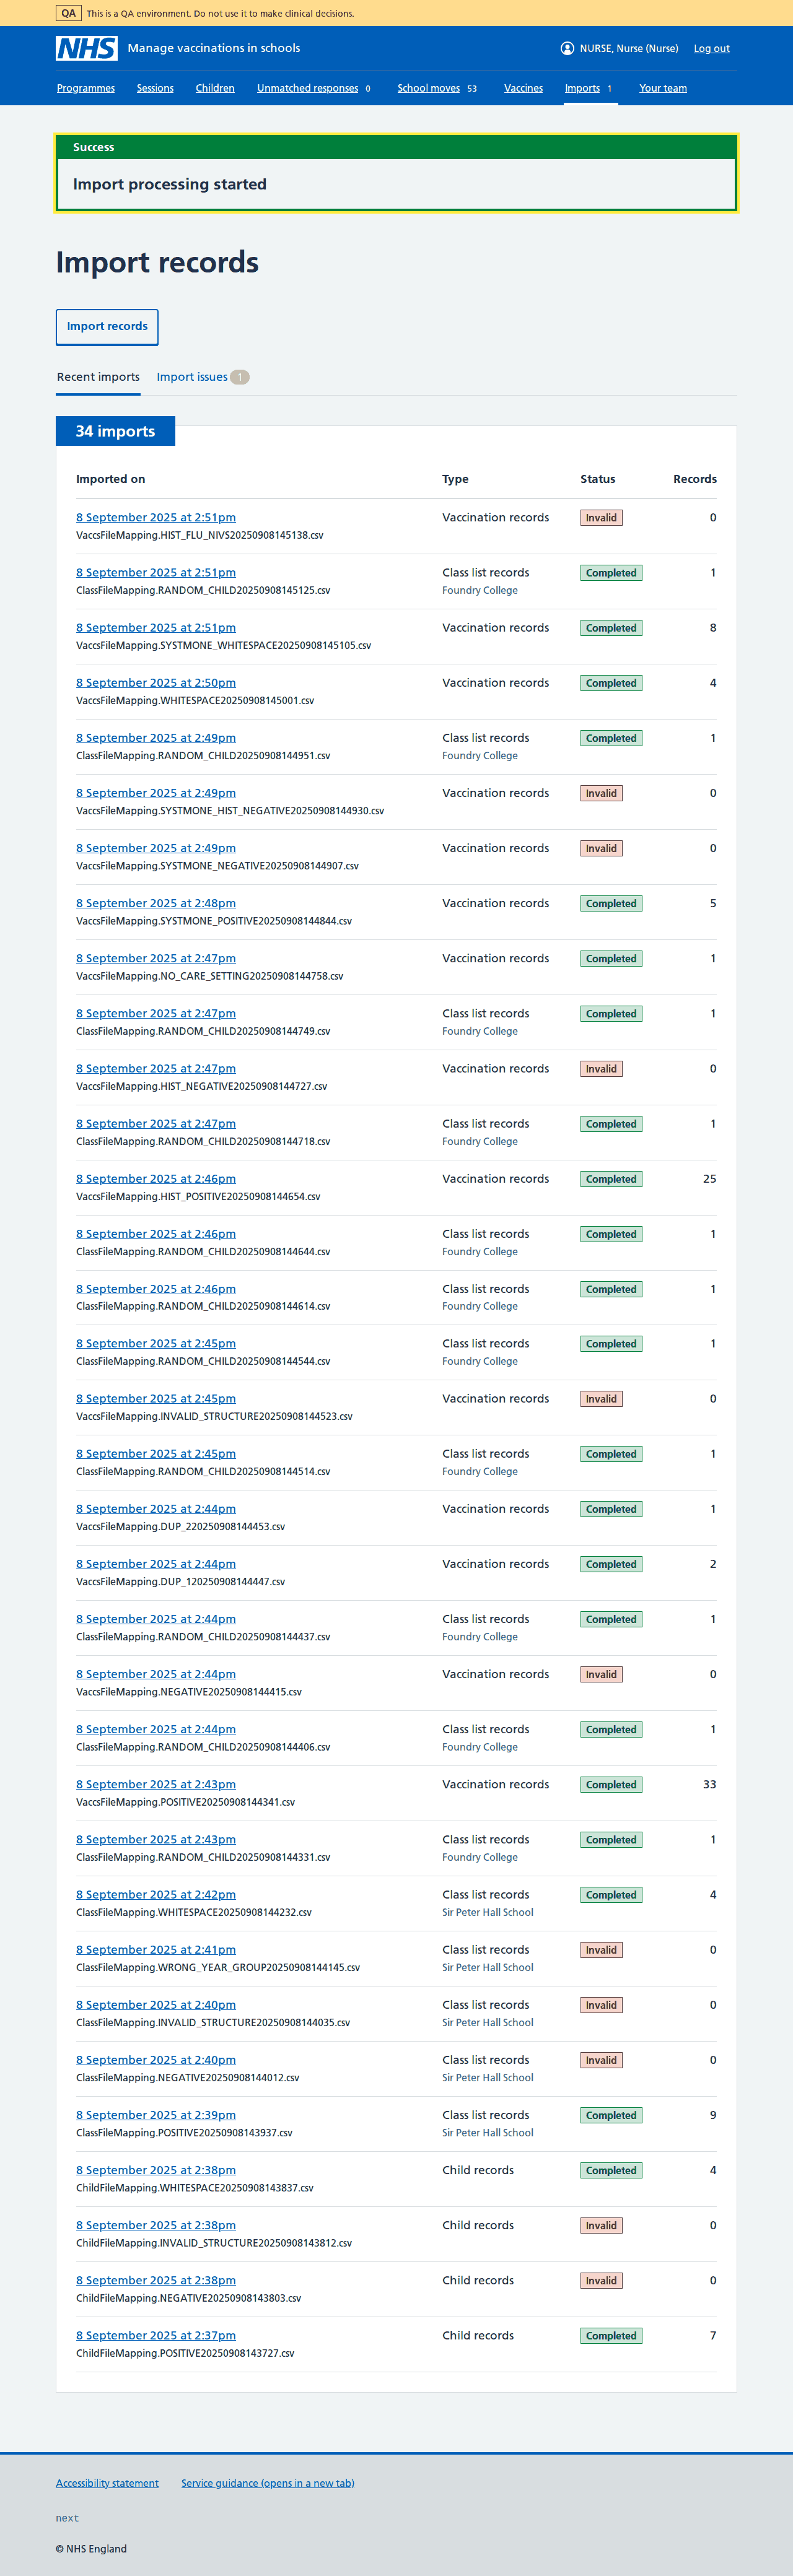 QA This is a QA environment. Do not use it to make clinical decisions.
NHS Manage vaccinations in schools NURSE, Nurse (Nurse) Log out
Programmes Sessions Children Unmatched responses 0 School moves 53 Vaccines Imports 1 Your team
Success
Import processing started
Import records
Import records
Recent imports Import issues 1
34 imports
Imported on Type Status Records
8 September 2025 at 2:51pm Vaccination records Invalid 0
VaccsFileMapping.HIST_FLU_NIVS20250908145138.csv
8 September 2025 at 2:51pm Class list records Completed 1
ClassFileMapping.RANDOM_CHILD20250908145125.csv Foundry College
8 September 2025 at 2:51pm Vaccination records Completed 8
VaccsFileMapping.SYSTMONE_WHITESPACE20250908145105.csv
8 September 2025 at 2:50pm Vaccination records Completed 4
VaccsFileMapping.WHITESPACE20250908145001.csv
8 September 2025 at 2:49pm Class list records Completed 1
ClassFileMapping.RANDOM_CHILD20250908144951.csv Foundry College
8 September 2025 at 2:49pm Vaccination records Invalid 0
VaccsFileMapping.SYSTMONE_HIST_NEGATIVE20250908144930.csv
8 September 2025 at 2:49pm Vaccination records Invalid 0
VaccsFileMapping.SYSTMONE_NEGATIVE20250908144907.csv
8 September 2025 at 2:48pm Vaccination records Completed 5
VaccsFileMapping.SYSTMONE_POSITIVE20250908144844.csv
8 September 2025 at 2:47pm Vaccination records Completed 1
VaccsFileMapping.NO_CARE_SETTING20250908144758.csv
8 September 2025 at 2:47pm Class list records Completed 1
ClassFileMapping.RANDOM_CHILD20250908144749.csv Foundry College
8 September 2025 at 2:47pm Vaccination records Invalid 0
VaccsFileMapping.HIST_NEGATIVE20250908144727.csv
8 September 2025 at 2:47pm Class list records Completed 1
ClassFileMapping.RANDOM_CHILD20250908144718.csv Foundry College
8 September 2025 at 2:46pm Vaccination records Completed 25
VaccsFileMapping.HIST_POSITIVE20250908144654.csv
8 September 2025 at 2:46pm Class list records Completed 1
ClassFileMapping.RANDOM_CHILD20250908144644.csv Foundry College
8 September 2025 at 2:46pm Class list records Completed 1
ClassFileMapping.RANDOM_CHILD20250908144614.csv Foundry College
8 September 2025 at 2:45pm Class list records Completed 1
ClassFileMapping.RANDOM_CHILD20250908144544.csv Foundry College
8 September 2025 at 2:45pm Vaccination records Invalid 0
VaccsFileMapping.INVALID_STRUCTURE20250908144523.csv
8 September 2025 at 2:45pm Class list records Completed 1
ClassFileMapping.RANDOM_CHILD20250908144514.csv Foundry College
8 September 2025 at 2:44pm Vaccination records Completed 1
VaccsFileMapping.DUP_220250908144453.csv
8 September 2025 at 2:44pm Vaccination records Completed 2
VaccsFileMapping.DUP_120250908144447.csv
8 September 2025 at 2:44pm Class list records Completed 1
ClassFileMapping.RANDOM_CHILD20250908144437.csv Foundry College
8 September 2025 at 2:44pm Vaccination records Invalid 0
VaccsFileMapping.NEGATIVE20250908144415.csv
8 September 2025 at 2:44pm Class list records Completed 1
ClassFileMapping.RANDOM_CHILD20250908144406.csv Foundry College
8 September 2025 at 2:43pm Vaccination records Completed 33
VaccsFileMapping.POSITIVE20250908144341.csv
8 September 2025 at 2:43pm Class list records Completed 1
ClassFileMapping.RANDOM_CHILD20250908144331.csv Foundry College
8 September 2025 at 2:42pm Class list records Completed 4
ClassFileMapping.WHITESPACE20250908144232.csv Sir Peter Hall School
8 September 2025 at 2:41pm Class list records Invalid 0
ClassFileMapping.WRONG_YEAR_GROUP20250908144145.csv Sir Peter Hall School
8 September 2025 at 2:40pm Class list records Invalid 0
ClassFileMapping.INVALID_STRUCTURE20250908144035.csv Sir Peter Hall School
8 September 2025 at 2:40pm Class list records Invalid 0
ClassFileMapping.NEGATIVE20250908144012.csv Sir Peter Hall School
8 September 2025 at 2:39pm Class list records Completed 9
ClassFileMapping.POSITIVE20250908143937.csv Sir Peter Hall School
8 September 2025 at 2:38pm Child records Completed 4
ChildFileMapping.WHITESPACE20250908143837.csv
8 September 2025 at 2:38pm Child records Invalid 0
ChildFileMapping.INVALID_STRUCTURE20250908143812.csv
8 September 2025 at 2:38pm Child records Invalid 0
ChildFileMapping.NEGATIVE20250908143803.csv
8 September 2025 at 2:37pm Child records Completed 7
ChildFileMapping.POSITIVE20250908143727.csv
Accessibility statement Service guidance (opens in a new tab)
next
© NHS England